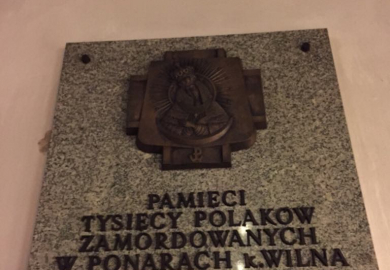 PAMIĘCI
TYSIĘCY POLAKÓW
ZAMORDOWANYCH
W PONARACH k.WILNA